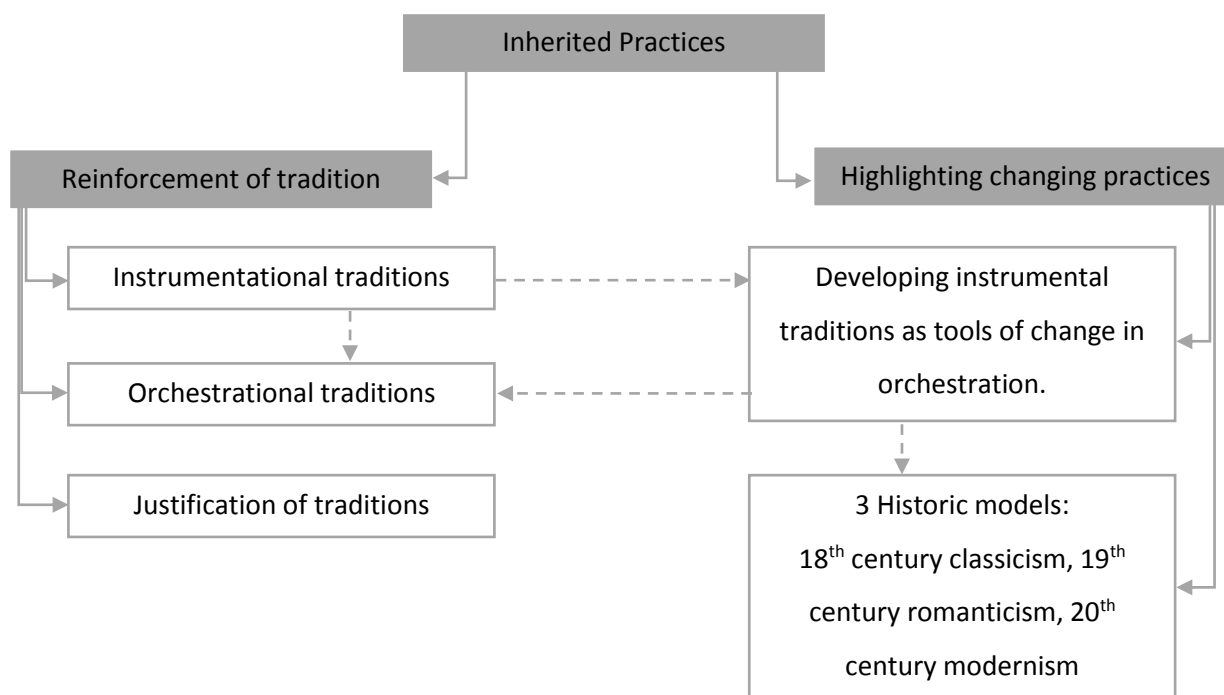 Inherited Practices
Reinforcement of tradition
Highlighting changing practices
Instrumentational traditions
Developing instrumental
traditions as tools of change in
orchestration.
Orchestrational traditions
Justification of traditions
3 Historic models:
18th century classicism, 19th
century romanticism, 20th
century modernism